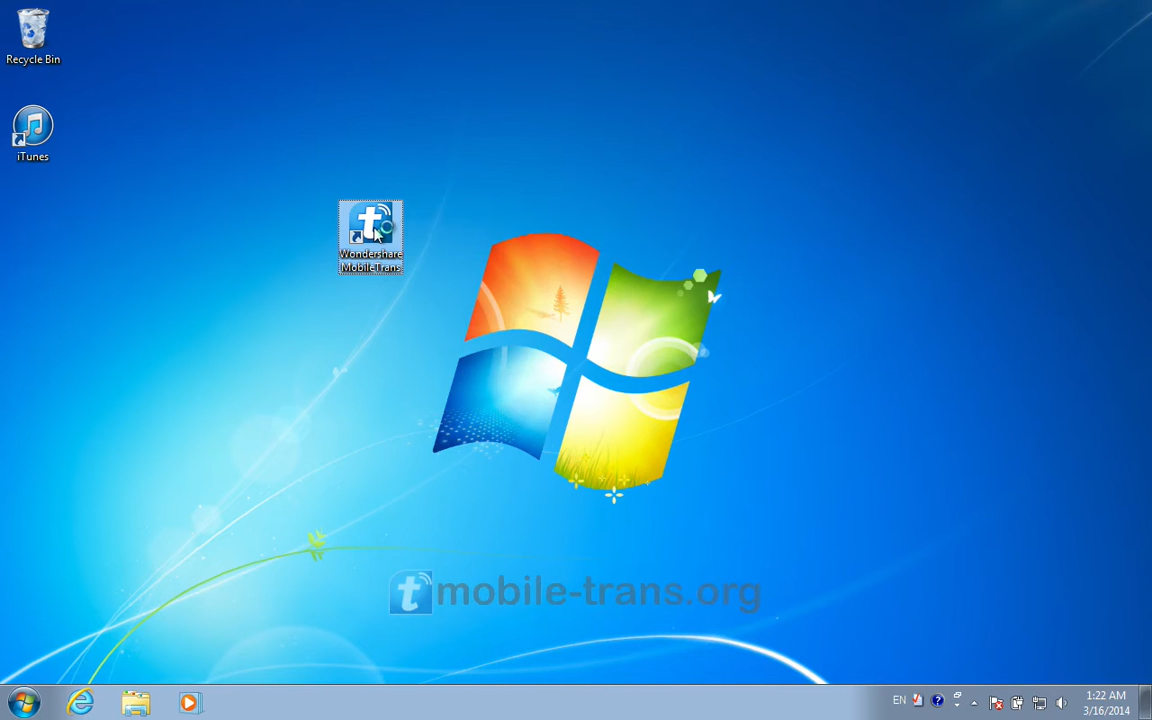 Recycle Bin
iTunes
Wondershare
MobileTrans
mobile-trans.org
EN
1:22 AM
3/16/2014